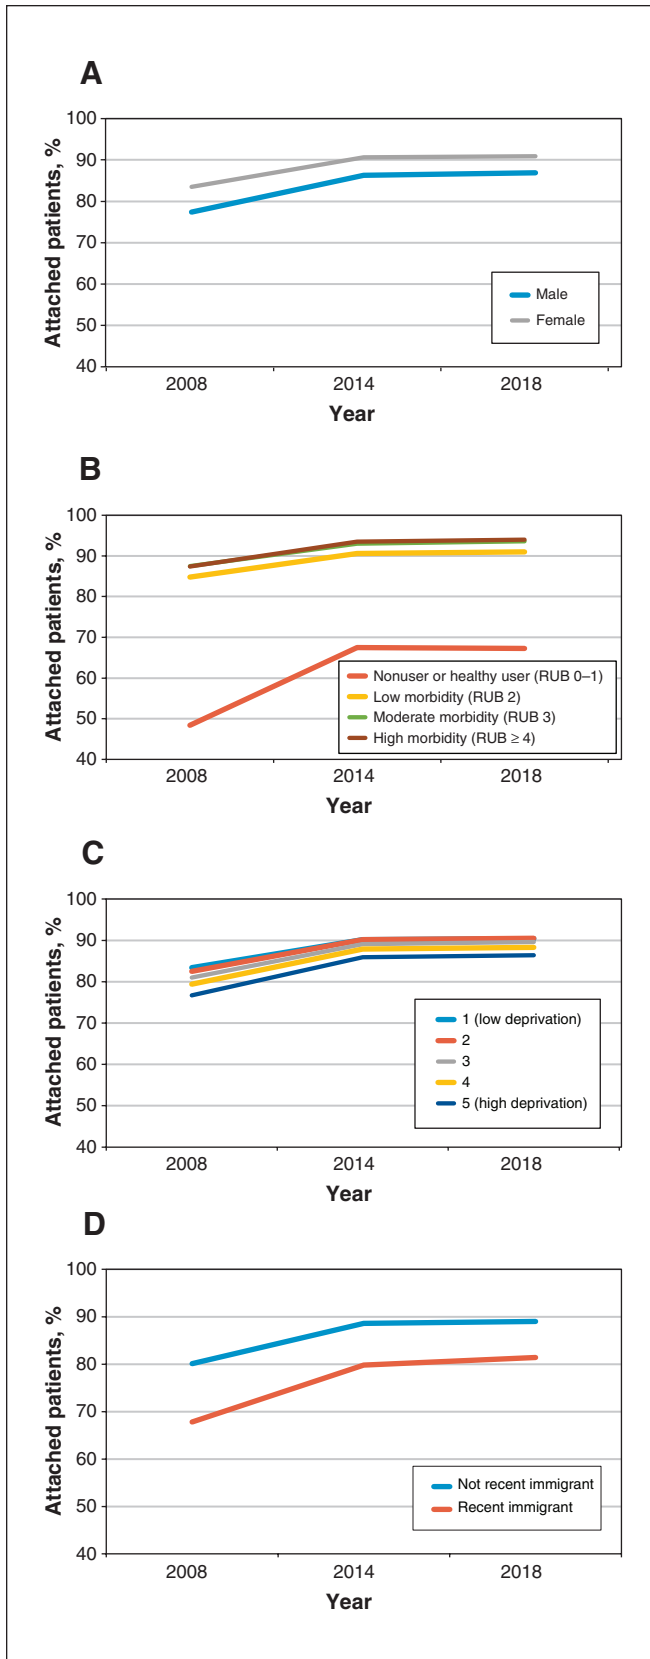 A
Attached patients, %
100
90
80
70
60
50
40
Male
Female
2008 2014 2018
Year
B
Attached patients, %
100
90
80
70
60
50
40
Nonuser or healthy user (RUB 0–1)
Low morbidity (RUB 2)
Moderate morbidity (RUB 3)
High morbidity (RUB ≥ 4)
2008 2014 2018
Year
C
Attached patients, %
100
90
80
70
60
50
40
1 (low deprivation)
2
3
4
5 (high deprivation)
2008 2014 2018
Year
D
Attached patients, %
100
90
80
70
60
50
40
Not recent immigrant
Recent immigrant
2008 2014 2018
Year